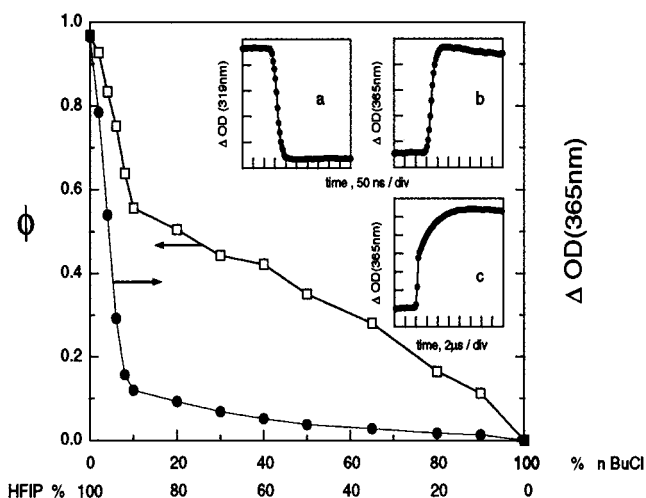 ϕ
1.0
0.8
0.6
0.4
0.2
0.0
Δ OD (319nm)
a
Δ OD(365nm)
b
time , 50 ns / div
Δ OD(365nm)
c
time, 2μs / div
Δ OD(365nm)
0 20 40 60 80 100 % n BuCl
HFIP % 100 80 60 40 20 0